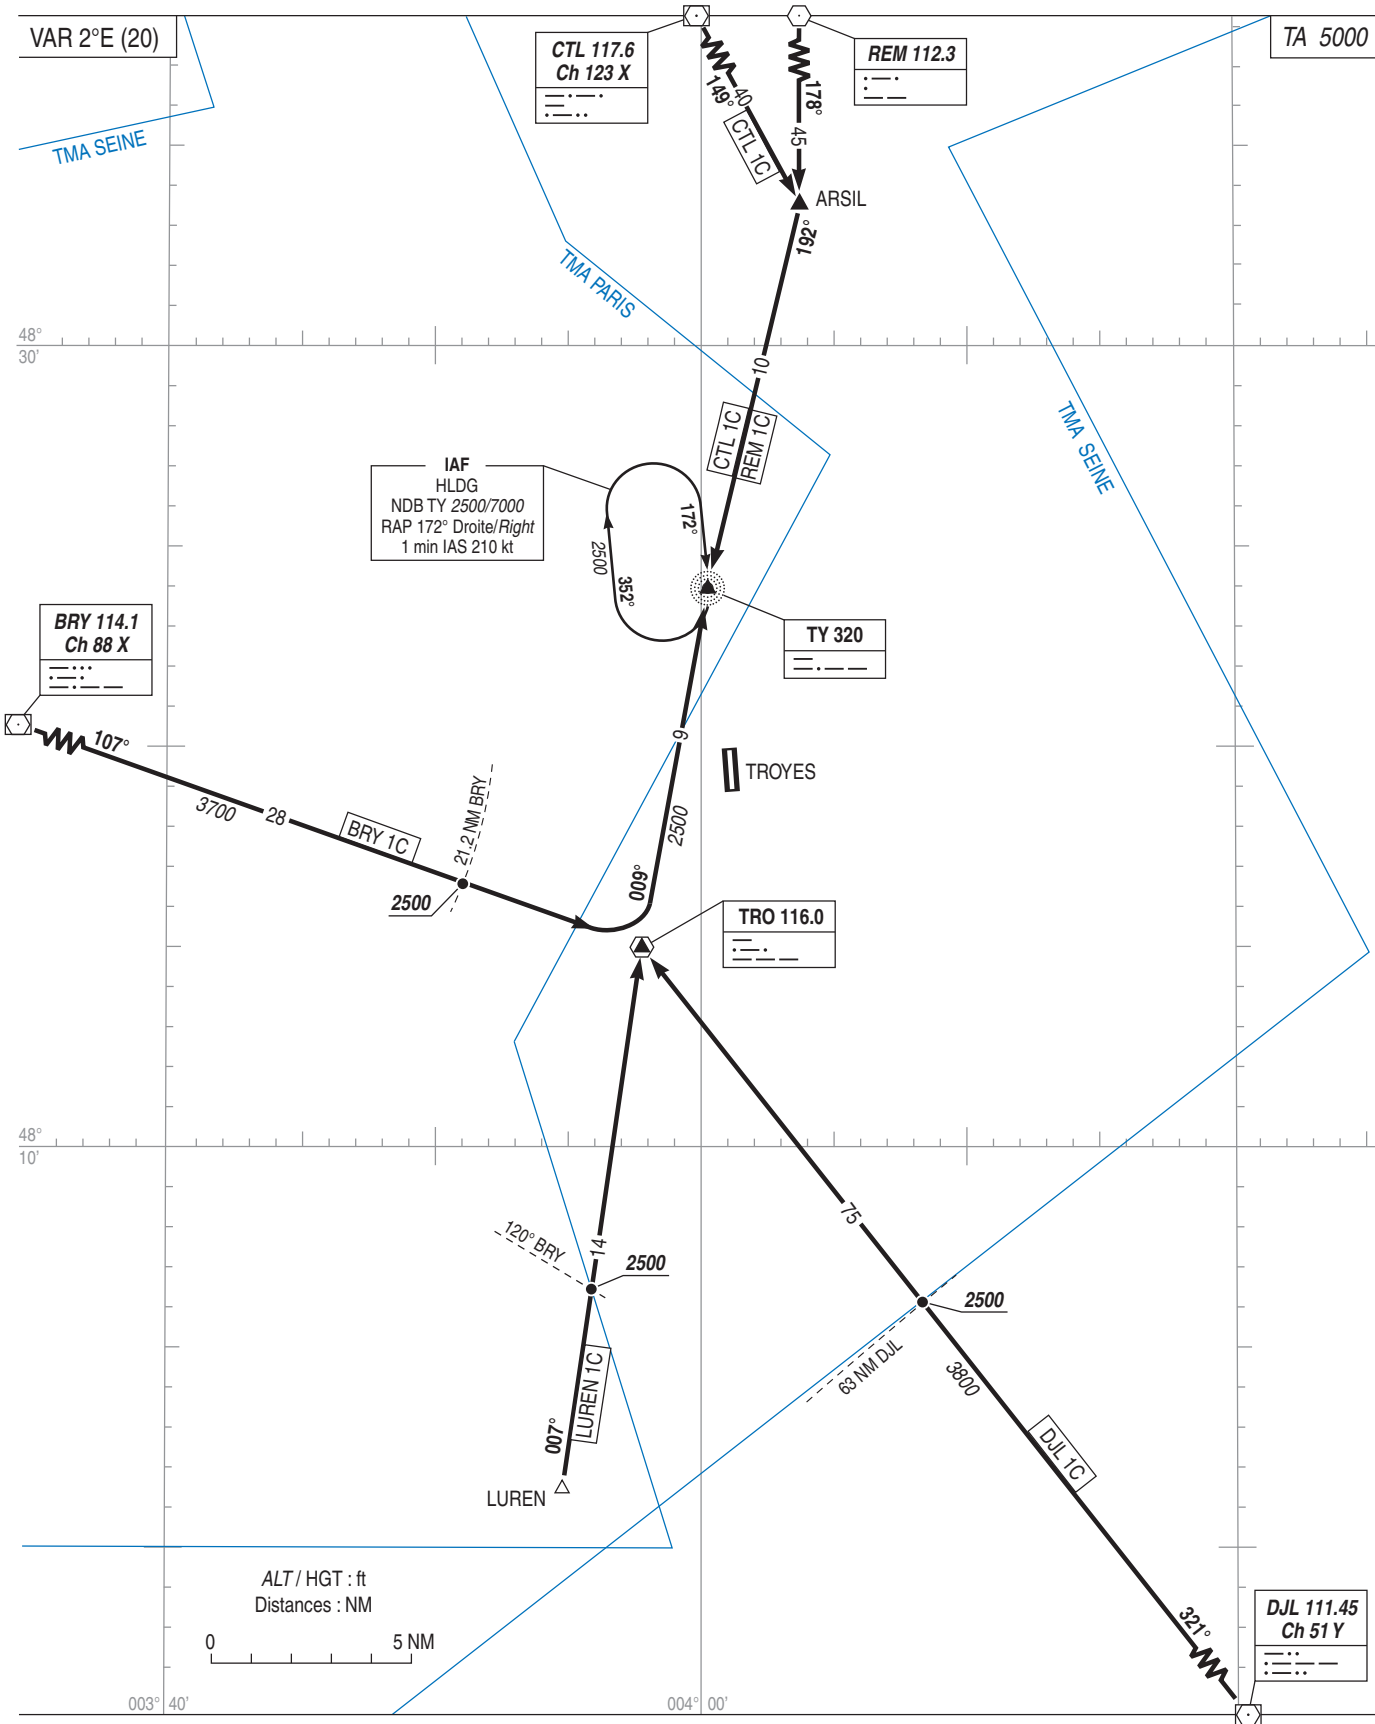 VAR 2°E (20)
TA 5000
CTL 117.6
Ch 123 X
REM 112.3
TMA SEINE
149°
40
CTL 1C
178°
45
ARSIL
192°
TMA PARIS
48°
30'
10
CTL 1C
REM 1C
TMA SEINE
IAF
HLDG
NDB TY 2500/7000
RAP 172° Droite/Right
1 min IAS 210 kt
172°
2500
352°
BRY 114.1
Ch 88 X
TY 320
107°
3700
28
BRY 1C
21.2 NM BRY
2500
9
2500
009°
TROYES
TRO 116.0
48°
10'
120° BRY
14
2500
75
2500
63 NM DJL
3800
LUREN 1C
007°
LUREN
DJL 1C
ALT / HGT : ft
Distances : NM
0 5 NM
321°
DJL 111.45
Ch 51 Y
003° 40'
004° 00'